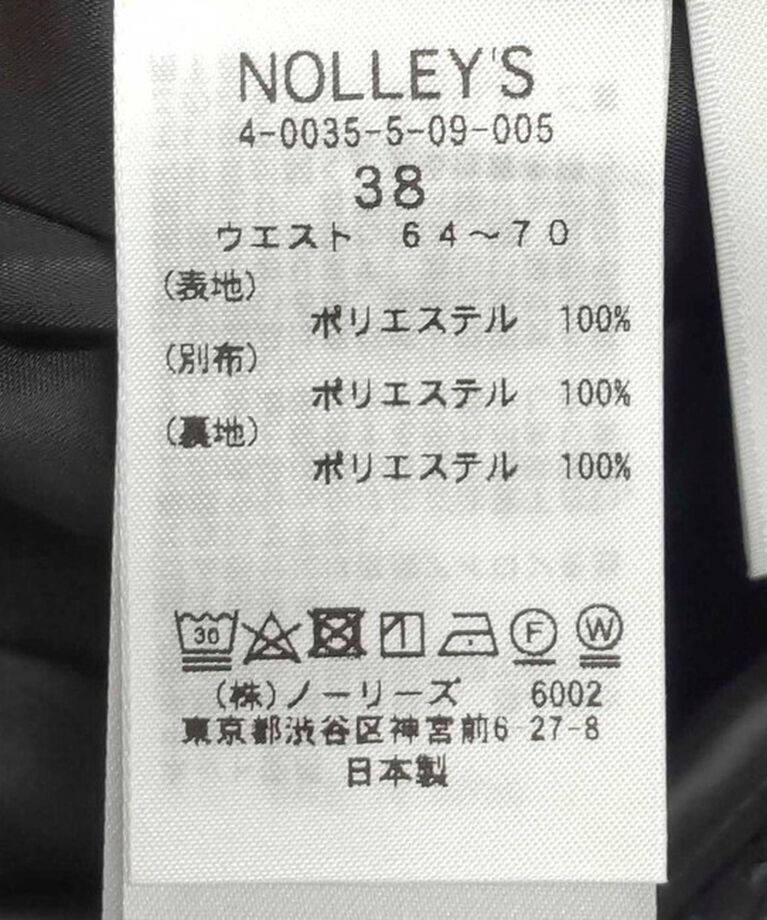 NOLLEY'S
4-0035-5-09-005
38
ウエスト 64〜70
(表地)
ポリエステル 100%
(別布)
ポリエステル 100%
(裏地)
ポリエステル 100%
30 F W
(株)ノーリーズ 6002
東京都渋谷区神宮前6-27-8
日本製